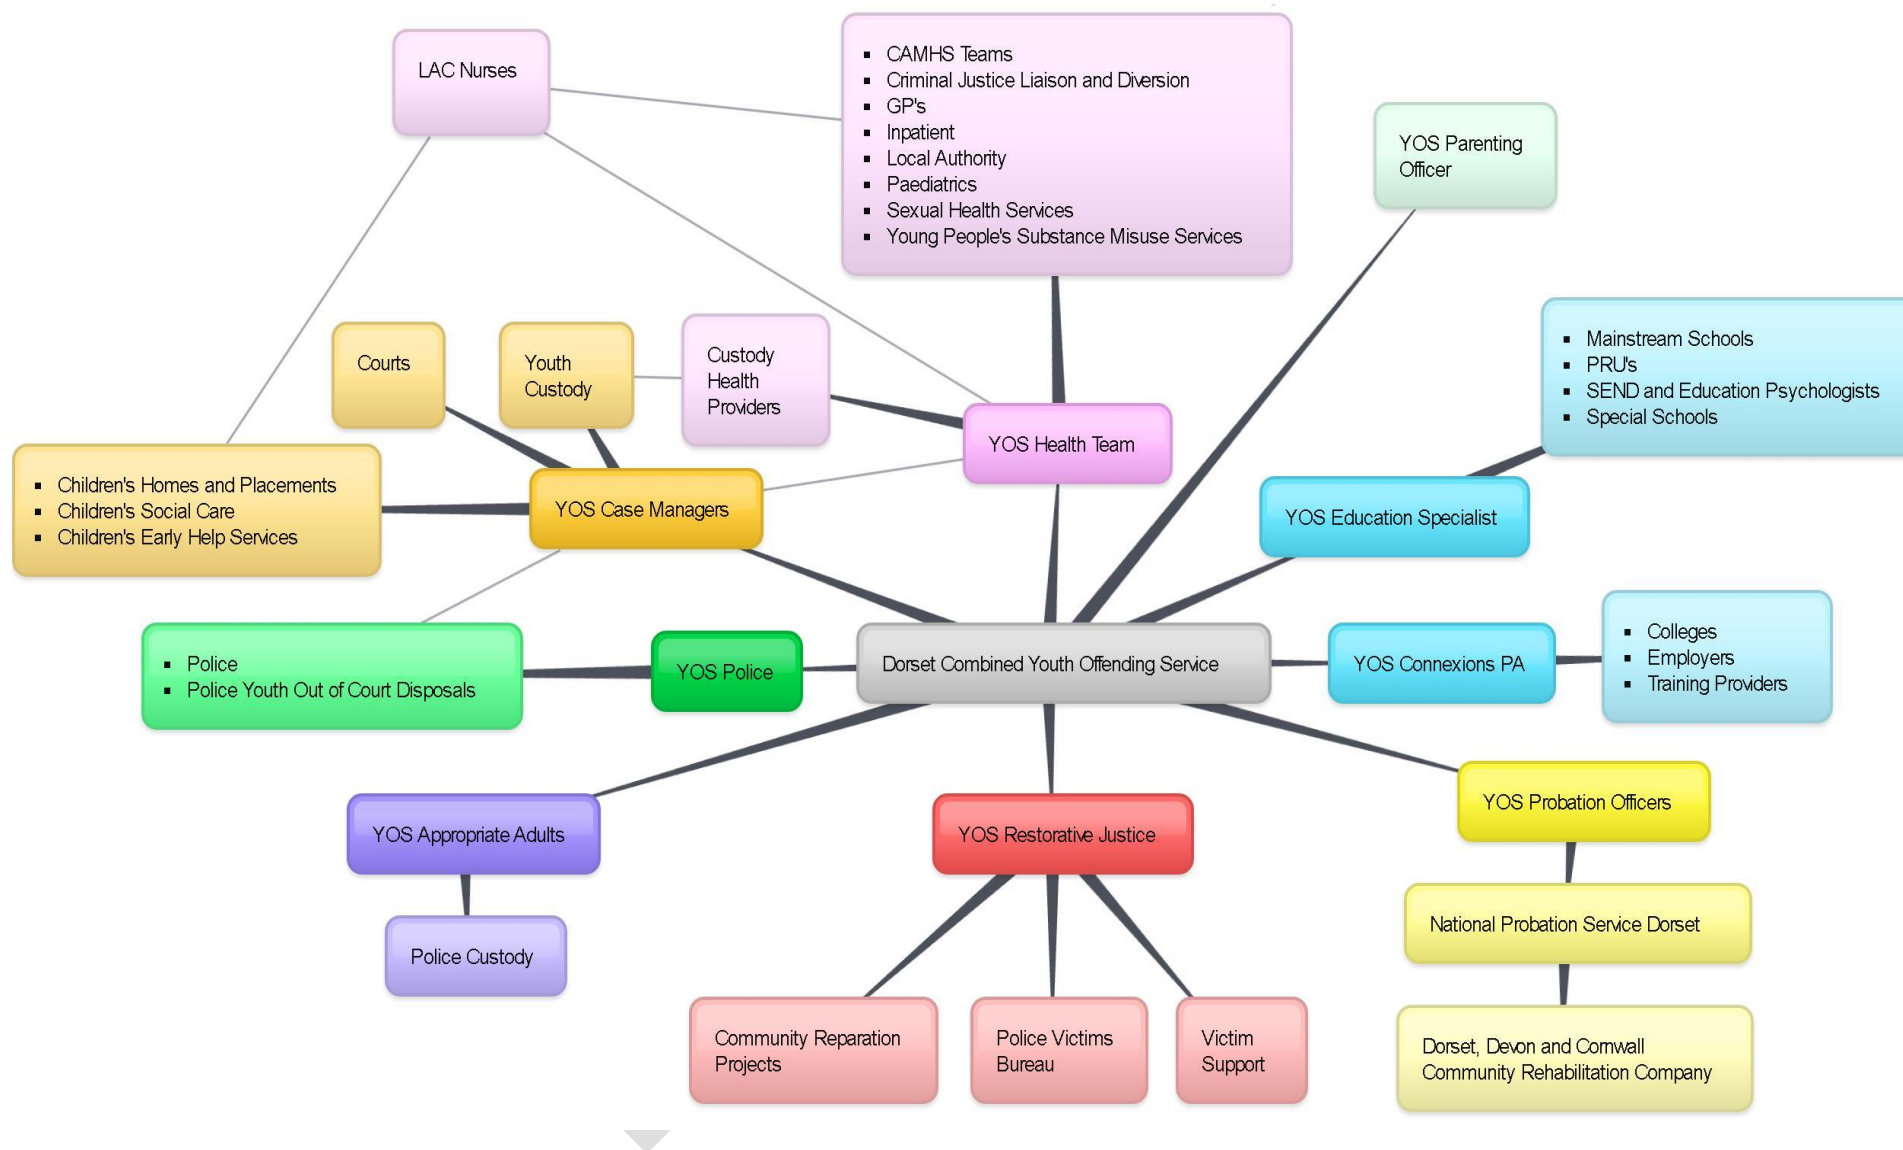 LAC Nurses
▪ CAMHS Teams
▪ Criminal Justice Liaison and Diversion
▪ GP's
▪ Inpatient
▪ Local Authority
▪ Paediatrics
▪ Sexual Health Services
▪ Young People's Substance Misuse Services
YOS Parenting
Officer
Courts
Youth
Custody
Custody
Health
Providers
YOS Health Team
▪ Mainstream Schools
▪ PRU's
▪ SEND and Education Psychologists
▪ Special Schools
▪ Children's Homes and Placements
▪ Children's Social Care
▪ Children's Early Help Services
YOS Case Managers
YOS Education Specialist
▪ Police
▪ Police Youth Out of Court Disposals
YOS Police
Dorset Combined Youth Offending Service
YOS Connexions PA
▪ Colleges
▪ Employers
▪ Training Providers
YOS Appropriate Adults
YOS Restorative Justice
YOS Probation Officers
Police Custody
National Probation Service Dorset
Community Reparation
Projects
Police Victims
Bureau
Victim
Support
Dorset, Devon and Cornwall
Community Rehabilitation Company